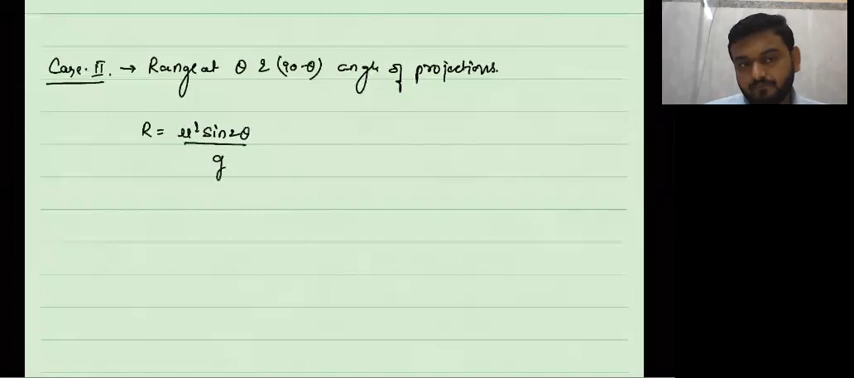 Case. II. → Range at θ & (90-θ) angle of projections.
R = u² sin2θ
g